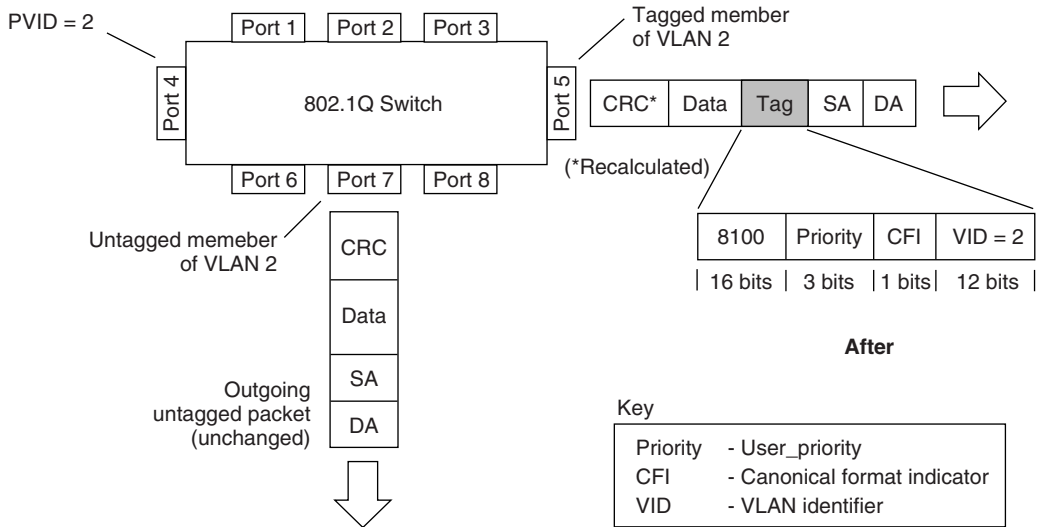 PVID = 2
Port 1
Port 2
Port 3
Tagged member
of VLAN 2
Port 4
802.1Q Switch
Port 5
CRC*
Data
Tag
SA
DA
(*Recalculated)
Port 6
Port 7
Port 8
Untagged memeber
of VLAN 2
8100
Priority
CFI
VID = 2
16 bits
3 bits
1 bits
12 bits
CRC
Data
SA
DA
Outgoing
untagged packet
(unchanged)
After
Key
Priority - User_priority
CFI - Canonical format indicator
VID - VLAN identifier